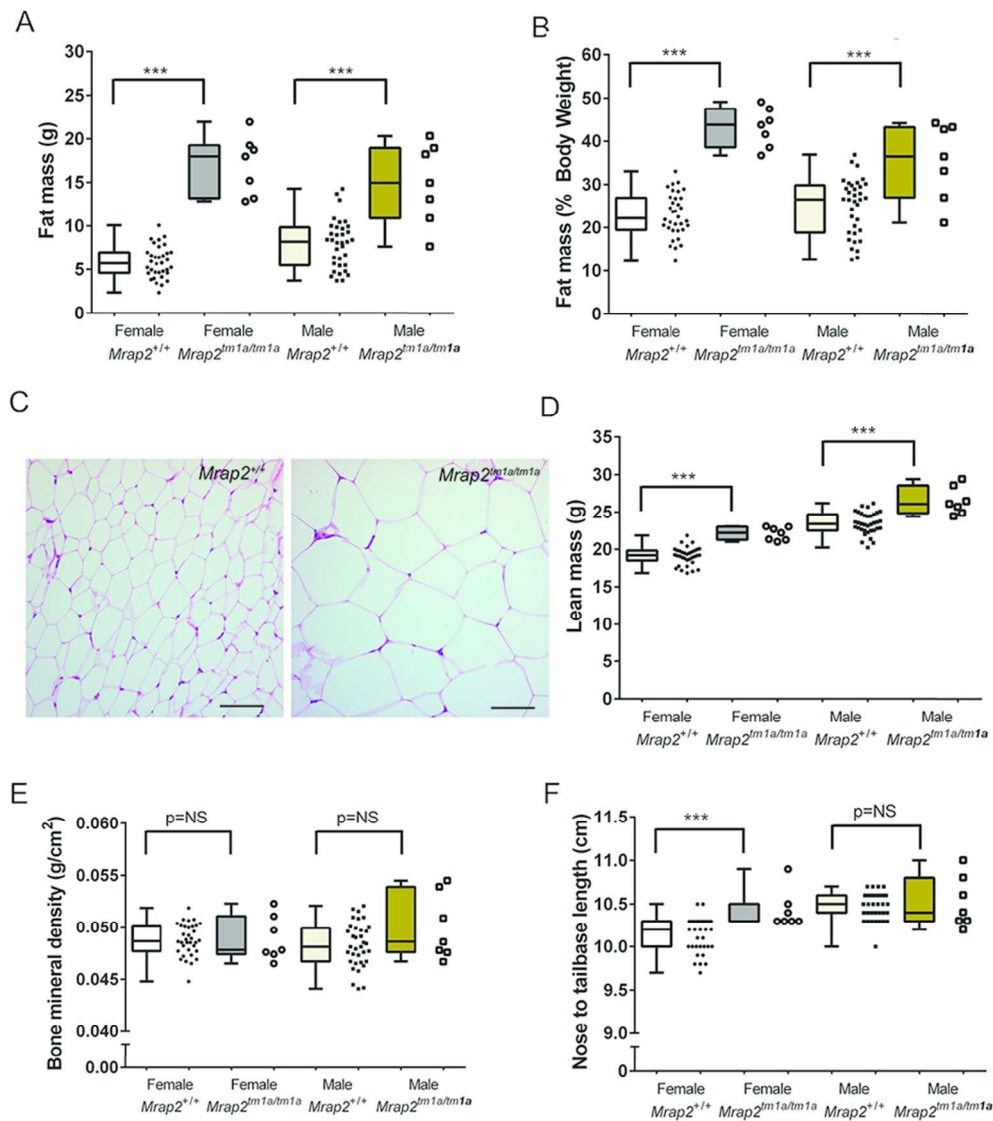 A
Fat mass (g)
30
25
20
15
10
5
0
***
***
Female
Mrap2+/+
Female
Mrap2tm1a/tm1a
Male
Mrap2+/+
Male
Mrap2tm1a/tm1a
B
Fat mass (% Body Weight)
60
50
40
30
20
10
0
***
***
Female
Mrap2+/+
Female
Mrap2tm1a/tm1a
Male
Mrap2+/+
Male
Mrap2tm1a/tm1a
C
Mrap2+/+
Mrap2tm1a/tm1a
D
Lean mass (g)
35
30
25
20
15
10
5
0
***
***
Female
Mrap2+/+
Female
Mrap2tm1a/tm1a
Male
Mrap2+/+
Male
Mrap2tm1a/tm1a
E
Bone mineral density (g/cm²)
0.060
0.055
0.050
0.045
0.040
0.00
p=NS
p=NS
Female
Mrap2+/+
Female
Mrap2tm1a/tm1a
Male
Mrap2+/+
Male
Mrap2tm1a/tm1a
F
Nose to tailbase length (cm)
11.5
11.0
10.5
10.0
9.5
9.0
0
***
p=NS
Female
Mrap2+/+
Female
Mrap2tm1a/tm1a
Male
Mrap2+/+
Male
Mrap2tm1a/tm1a